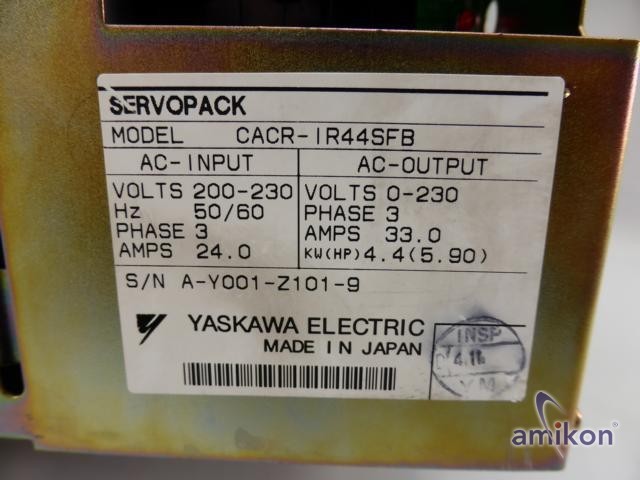 SERVOPACK
MODEL CACR-IR44SFB
AC-INPUT AC-OUTPUT
VOLTS 200-230 VOLTS 0-230
Hz 50/60 PHASE 3
PHASE 3 AMPS 33.0
AMPS 24.0 KW(HP) 4.4(5.90)
S/N A-Y001-Z101-9
YASKAWA ELECTRIC
MADE IN JAPAN
INSP
Y M
amikon